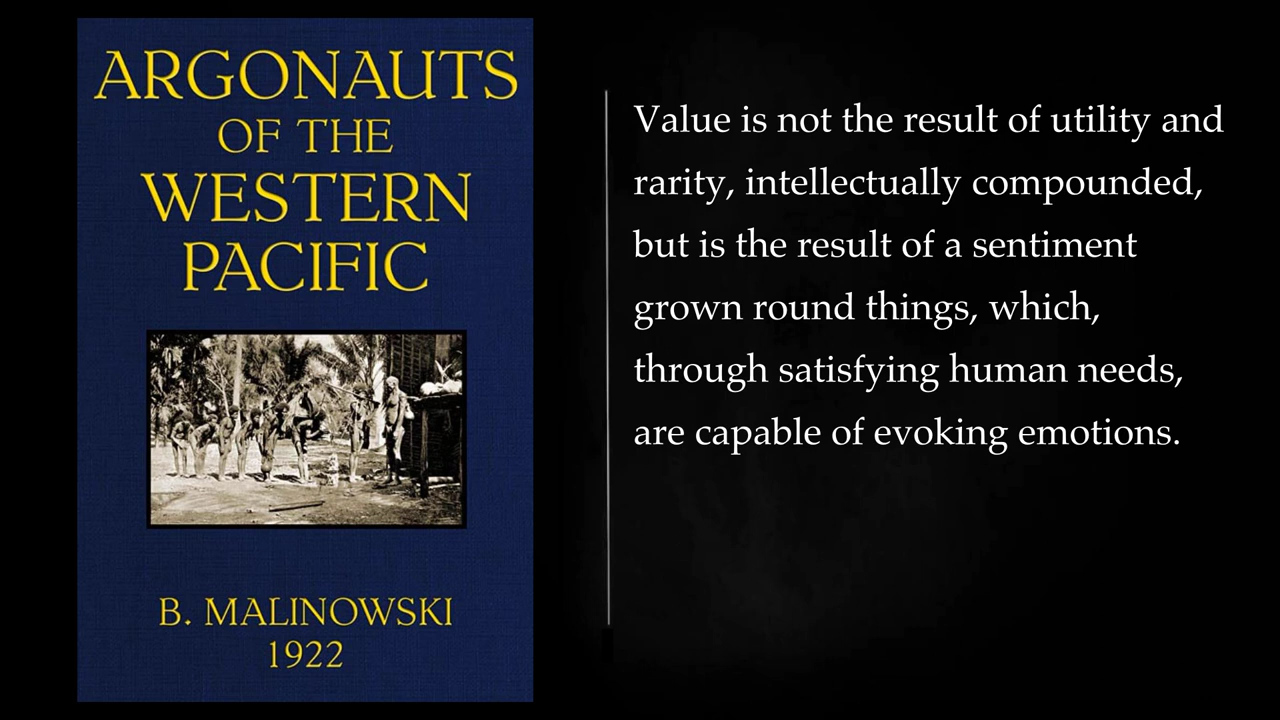 ARGONAUTS
OF THE
WESTERN
PACIFIC
B. MALINOWSKI
1922
Value is not the result of utility and
rarity, intellectually compounded,
but is the result of a sentiment
grown round things, which,
through satisfying human needs,
are capable of evoking emotions.